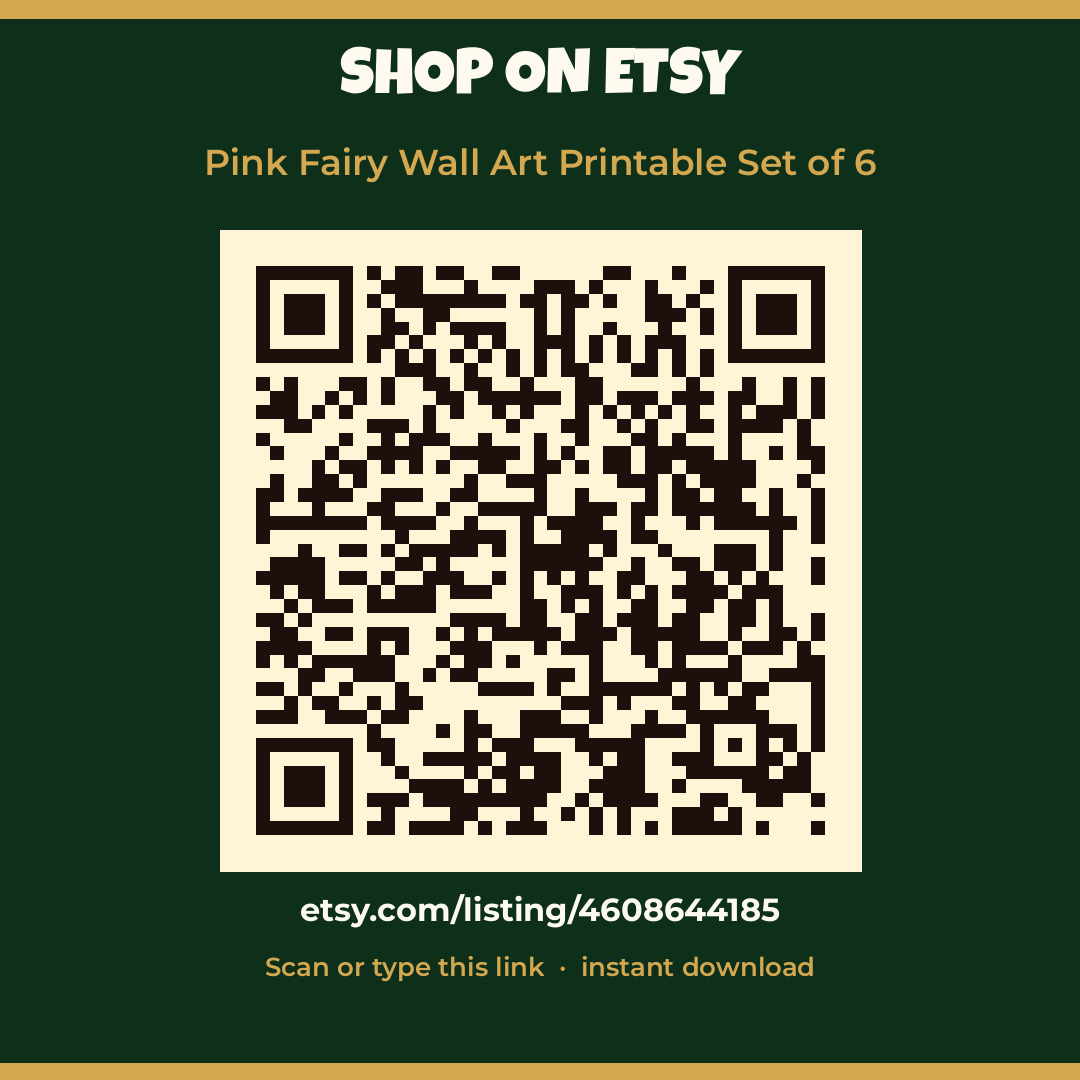 SHOP ON ETSY
Pink Fairy Wall Art Printable Set of 6
etsy.com/listing/4608644185
Scan or type this link · instant download